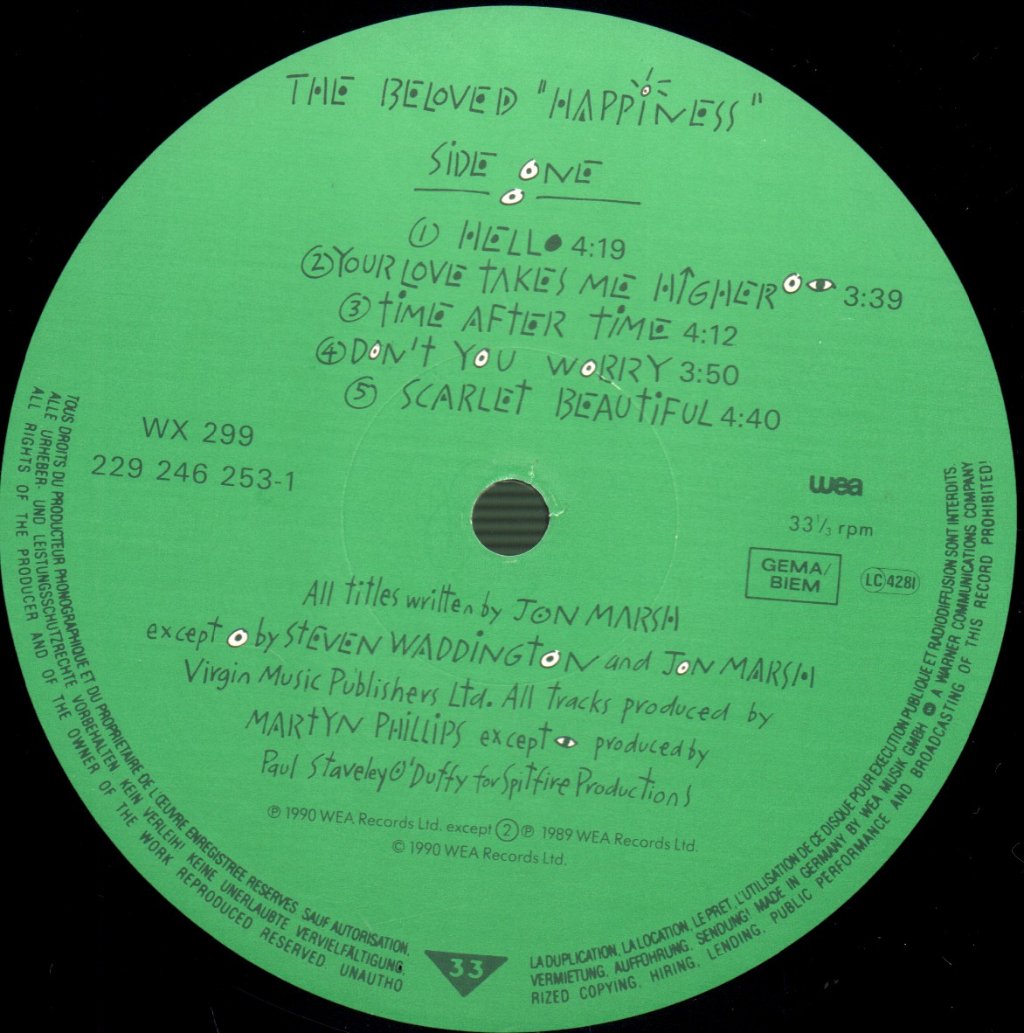 THE BELOVED "HAPPINESS"
SIDE ONE
① HELLO 4:19
② YOUR LOVE TAKES ME HIGHER 3:39
③ TIME AFTER TIME 4:12
④ DON'T YOU WORRY 3:50
⑤ SCARLET BEAUTIFUL 4:40
WX 299
229 246 253-1
wea
33⅓ rpm
GEMA/
BIEM
LC 4281
All titles written by JON MARSH
except by STEVEN WADDINGTON and JON MARSH
Virgin Music Publishers Ltd. All tracks produced by
MARTYN PHILLIPS except produced by
Paul Staveley O'Duffy for Spitfire Productions
℗ 1990 WEA Records Ltd. except ② ℗ 1989 WEA Records Ltd.
© 1990 WEA Records Ltd.
TOUS DROITS DU PRODUCTEUR PHONOGRAPHIQUE ET DU PROPRIETAIRE DE L'ŒUVRE ENREGISTREE RESERVES. SAUF AUTORISATION,
ALLE URHEBER- UND LEISTUNGSSCHUTZRECHTE VORBEHALTEN KEIN VERLEIH! KEINE UNERLAUBTE VERVIELFÄLTIGUNG,
ALL RIGHTS OF THE PRODUCER AND OF THE OWNER OF THE WORK REPRODUCED RESERVED. UNAUTHO
33
LA DUPLICATION, LA LOCATION, LE PRET, L'UTILISATION DE CE DISQUE POUR EXECUTION PUBLIQUE ET RADIODIFFUSION SONT INTERDITS
VERMIETUNG, AUFFÜHRUNG, SENDUNG! MADE IN GERMANY BY WEA MUSIK GMBH A WARNER COMMUNICATIONS COMPANY
RIZED COPYING, HIRING, LENDING, PUBLIC PERFORMANCE AND BROADCASTING OF THIS RECORD PROHIBITED!